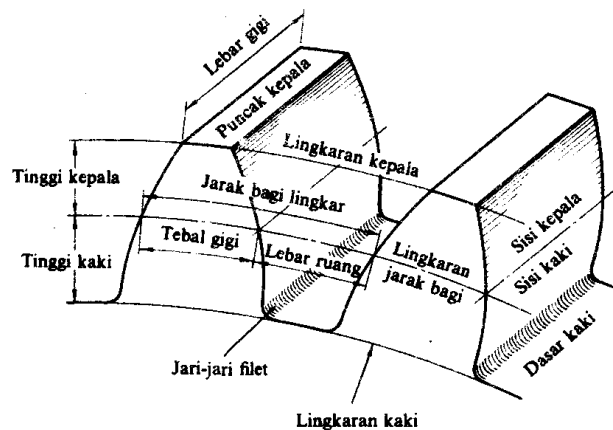 Lebar gigi
Puncak kepala
Lingkaran kepala
Tinggi kepala
Jarak bagi lingkar
Sisi kepala
Tinggi kaki
Tebal gigi
Lebar ruang
Lingkaran
jarak bagi
Sisi kaki
Dasar kaki
Jari-jari filet
Lingkaran kaki